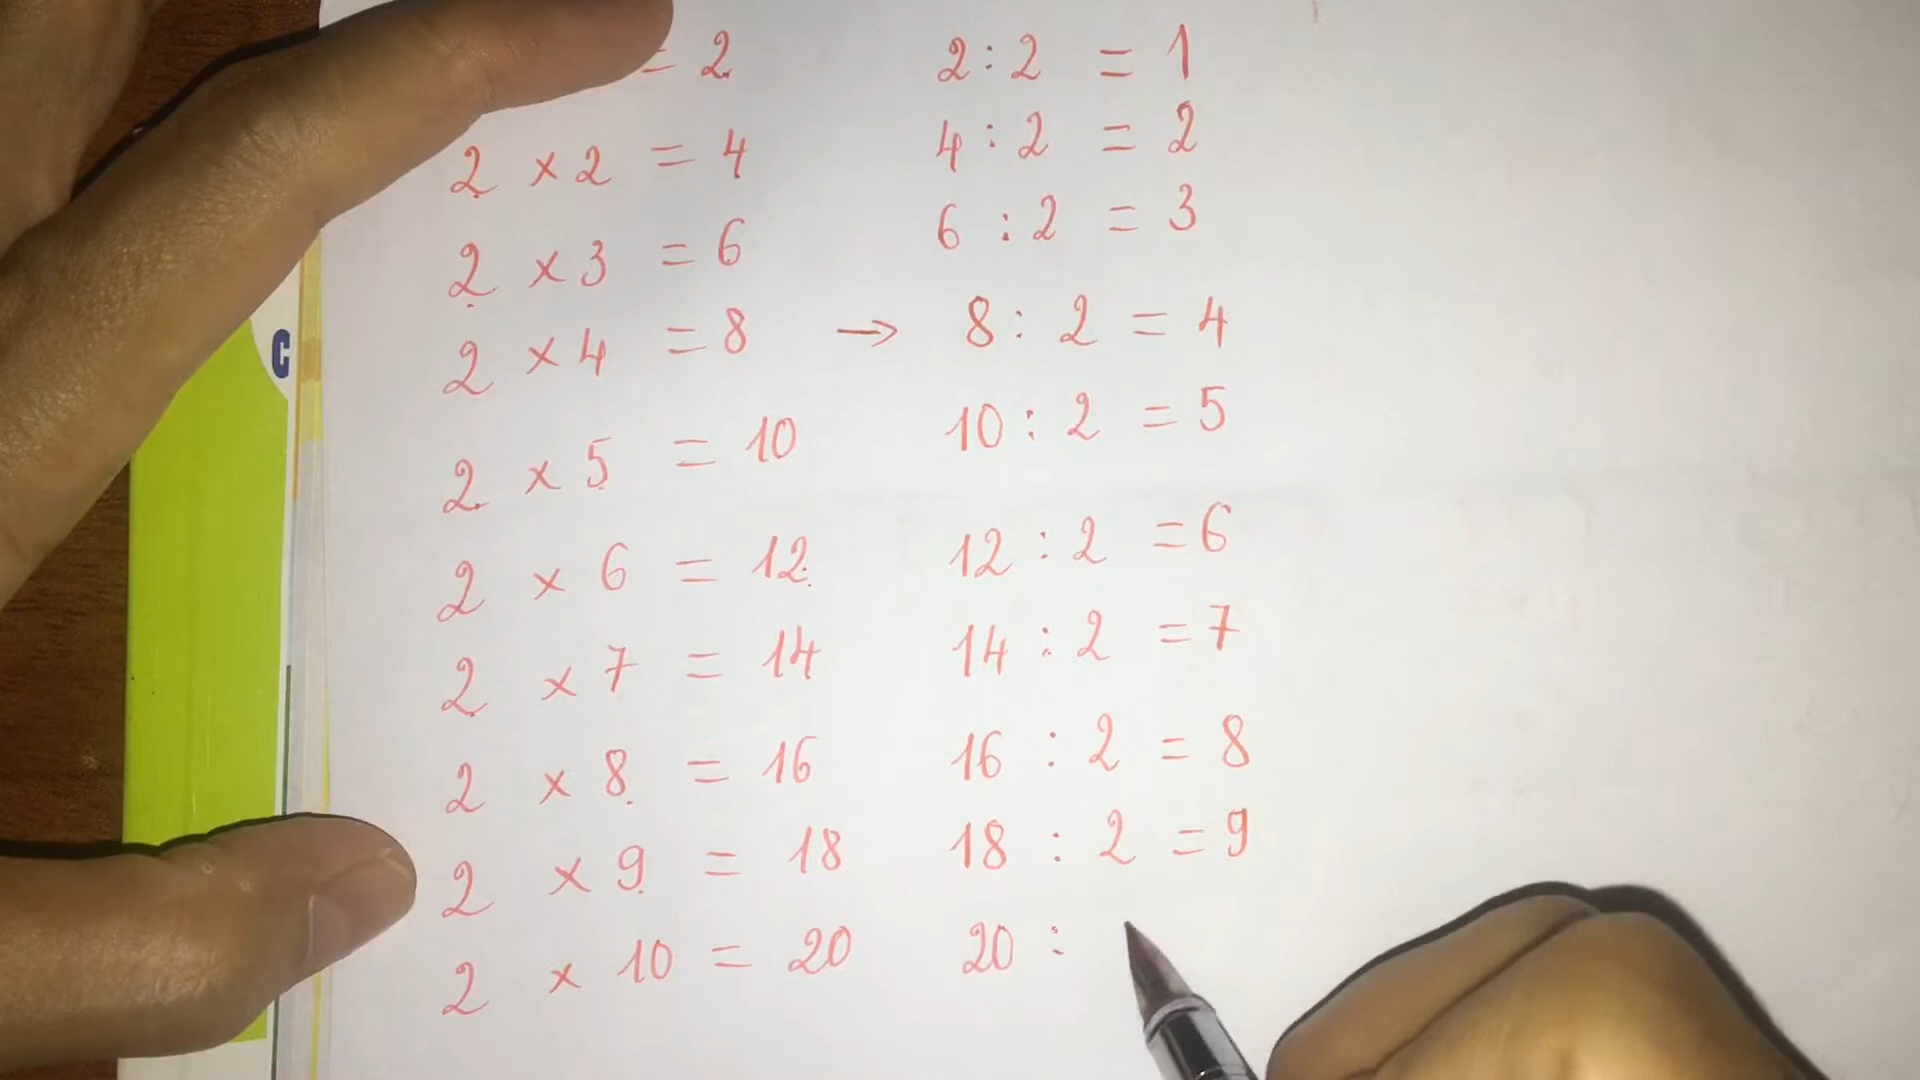 = 2 2 : 2 = 1
2 × 2 = 4 4 : 2 = 2
2 × 3 = 6 6 : 2 = 3
2 × 4 = 8 → 8 : 2 = 4
2 × 5 = 10 10 : 2 = 5
2 × 6 = 12 12 : 2 = 6
2 × 7 = 14 14 : 2 = 7
2 × 8 = 16 16 : 2 = 8
2 × 9 = 18 18 : 2 = 9
2 × 10 = 20 20 :
C